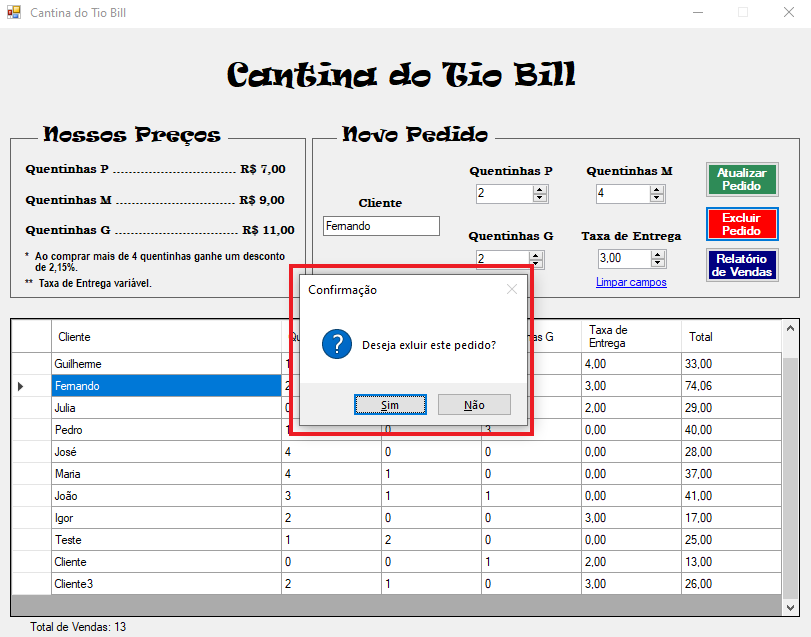 Cantina do Tio Bill
Cantina do Tio Bill
Nossos Preços
Quentinhas P ................................ R$ 7,00
Quentinhas M ............................... R$ 9,00
Quentinhas G ................................ R$ 11,00
* Ao comprar mais de 4 quentinhas ganhe um desconto
de 2,15%.
** Taxa de Entrega variável.
Novo Pedido
Cliente
Fernando
Quentinhas P
2
Quentinhas M
4
Quentinhas G
2
Taxa de Entrega
3,00
Limpar campos
Atualizar
Pedido
Excluir
Pedido
Relatório
de Vendas
Confirmação
Deseja exluir este pedido?
Sim Não
Cliente Qu as G Taxa de Entrega Total
Guilherme 1 4,00 33,00
Fernando 2 3,00 74,06
Julia 0 2,00 29,00
Pedro 1 0 3 0,00 40,00
José 4 0 0 0,00 28,00
Maria 4 1 0 0,00 37,00
João 3 1 1 0,00 41,00
Igor 2 0 0 3,00 17,00
Teste 1 2 0 0,00 25,00
Cliente 0 0 1 2,00 13,00
Cliente3 2 1 0 3,00 26,00
Total de Vendas: 13